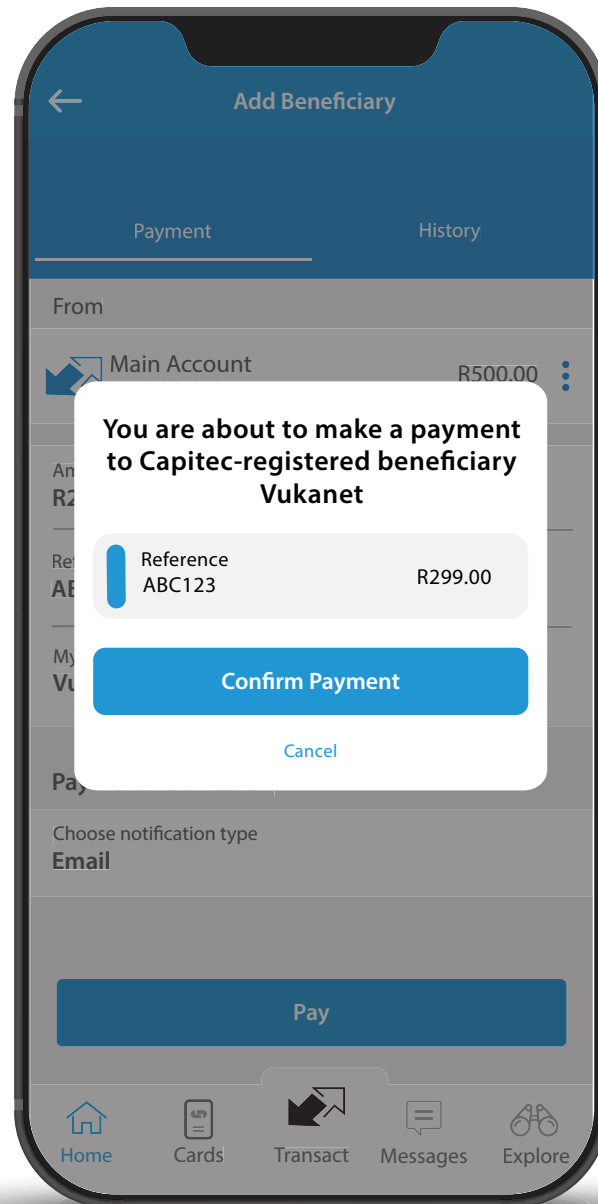 Add Beneficiary
Payment
History
From
Main Account
R500.00
You are about to make a payment
to Capitec-registered beneficiary
Vukanet
Reference
ABC123
R299.00
Confirm Payment
Cancel
Choose notification type
Email
Pay
Home
Cards
Transact
Messages
Explore